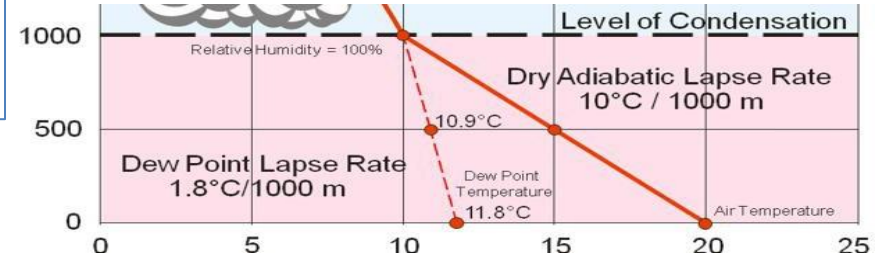 Level of Condensation
1000
Relative Humidity = 100%
Dry Adiabatic Lapse Rate
10°C / 1000 m
500
10.9°C
Dew Point Lapse Rate
1.8°C/1000 m
Dew Point
Temperature
11.8°C
Air Temperature
0
0 5 10 15 20 25